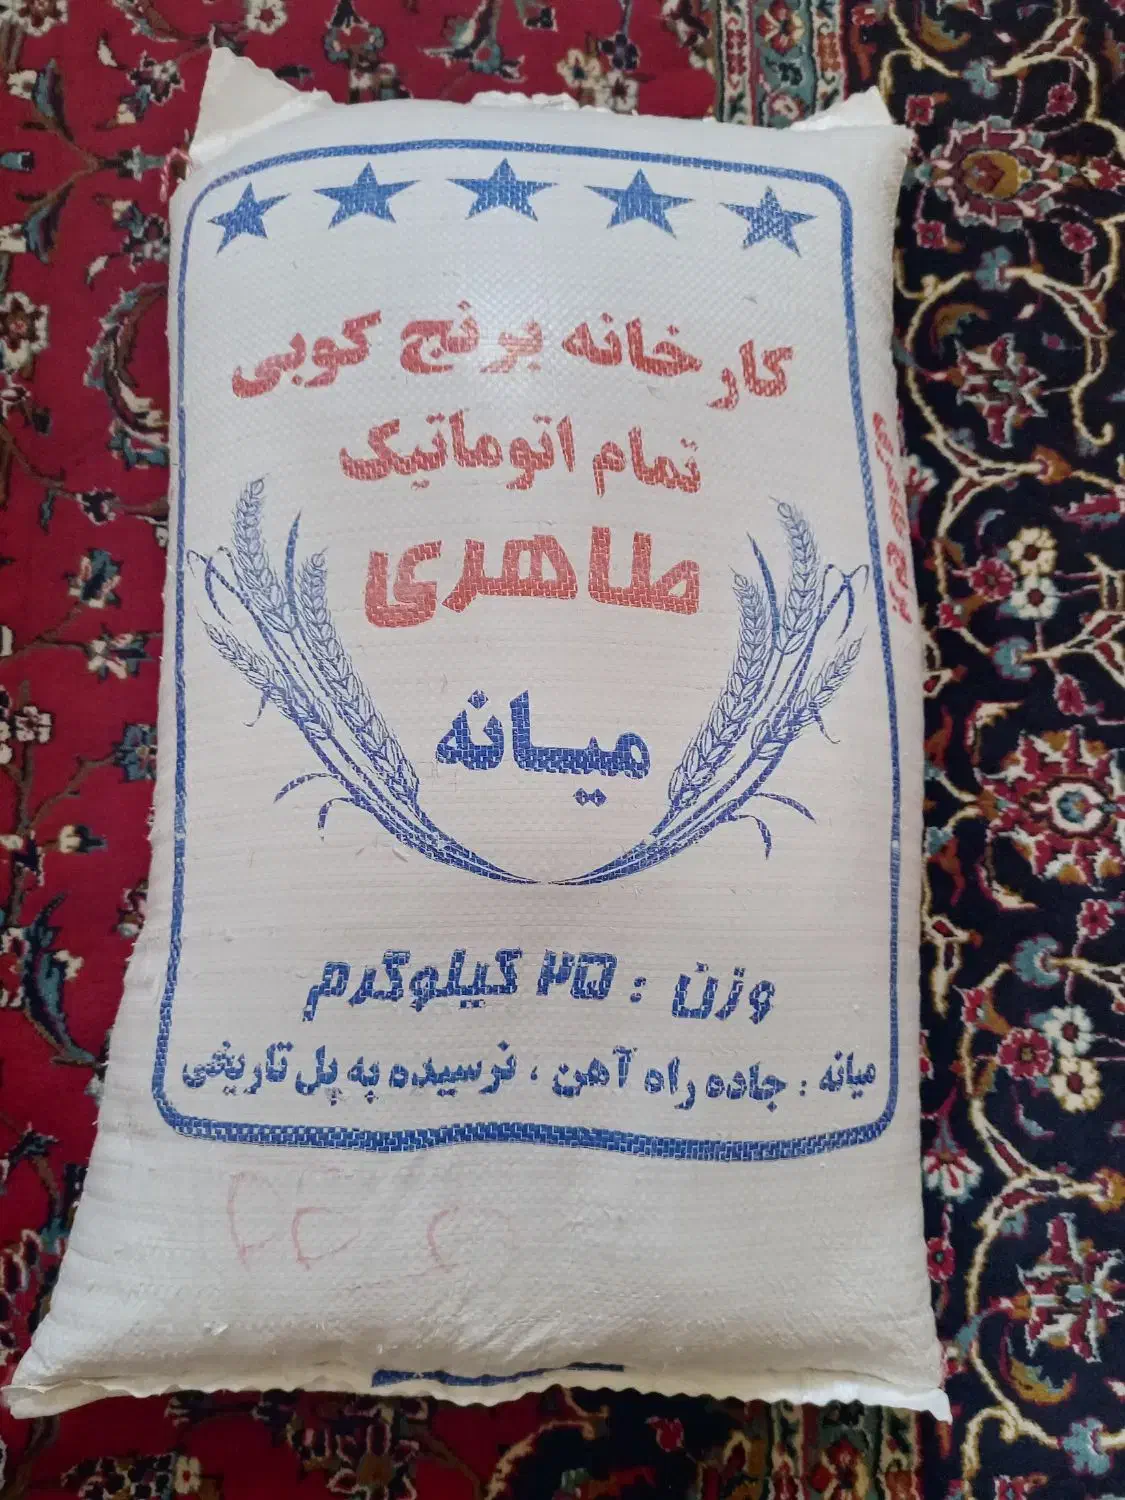 کارخانه برنج کوبی
تمام اتوماتیک
طاهری
میانه
وزن : ۲۵ کیلوگرم
میانه : جاده راه آهن ، نرسیده به پل تاریخی